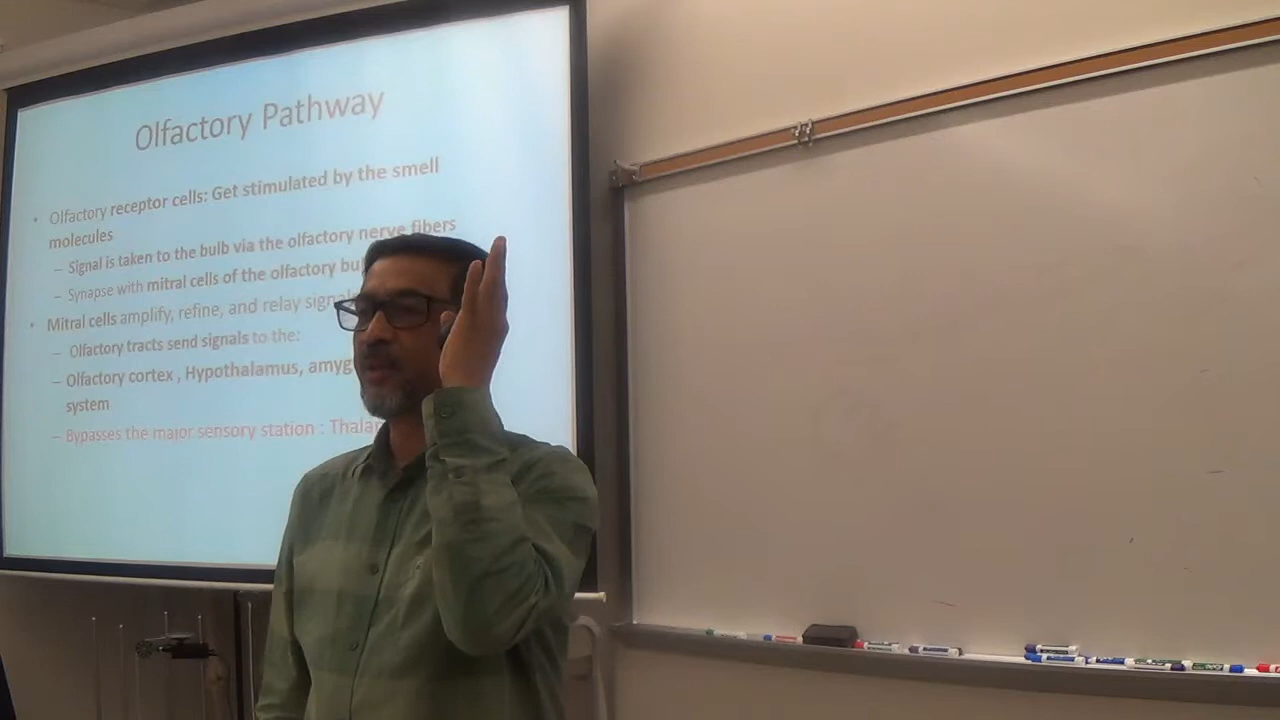 Olfactory Pathway
• Olfactory receptor cells: Get stimulated by the smell
molecules
– Signal is taken to the bulb via the olfactory nerve fibers
– Synapse with mitral cells of the olfactory
• Mitral cells amplify, refine, and relay
– Olfactory tracts send signals to the:
– Olfactory cortex , Hypothalamus,
system
– Bypasses the major sensory station :